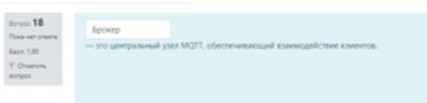 Вопрос 18
Пока нет ответа
Балл: 1,00
Отметить
вопрос
Брокер
— это центральный узел MQTT, обеспечивающий взаимодействие клиентов.